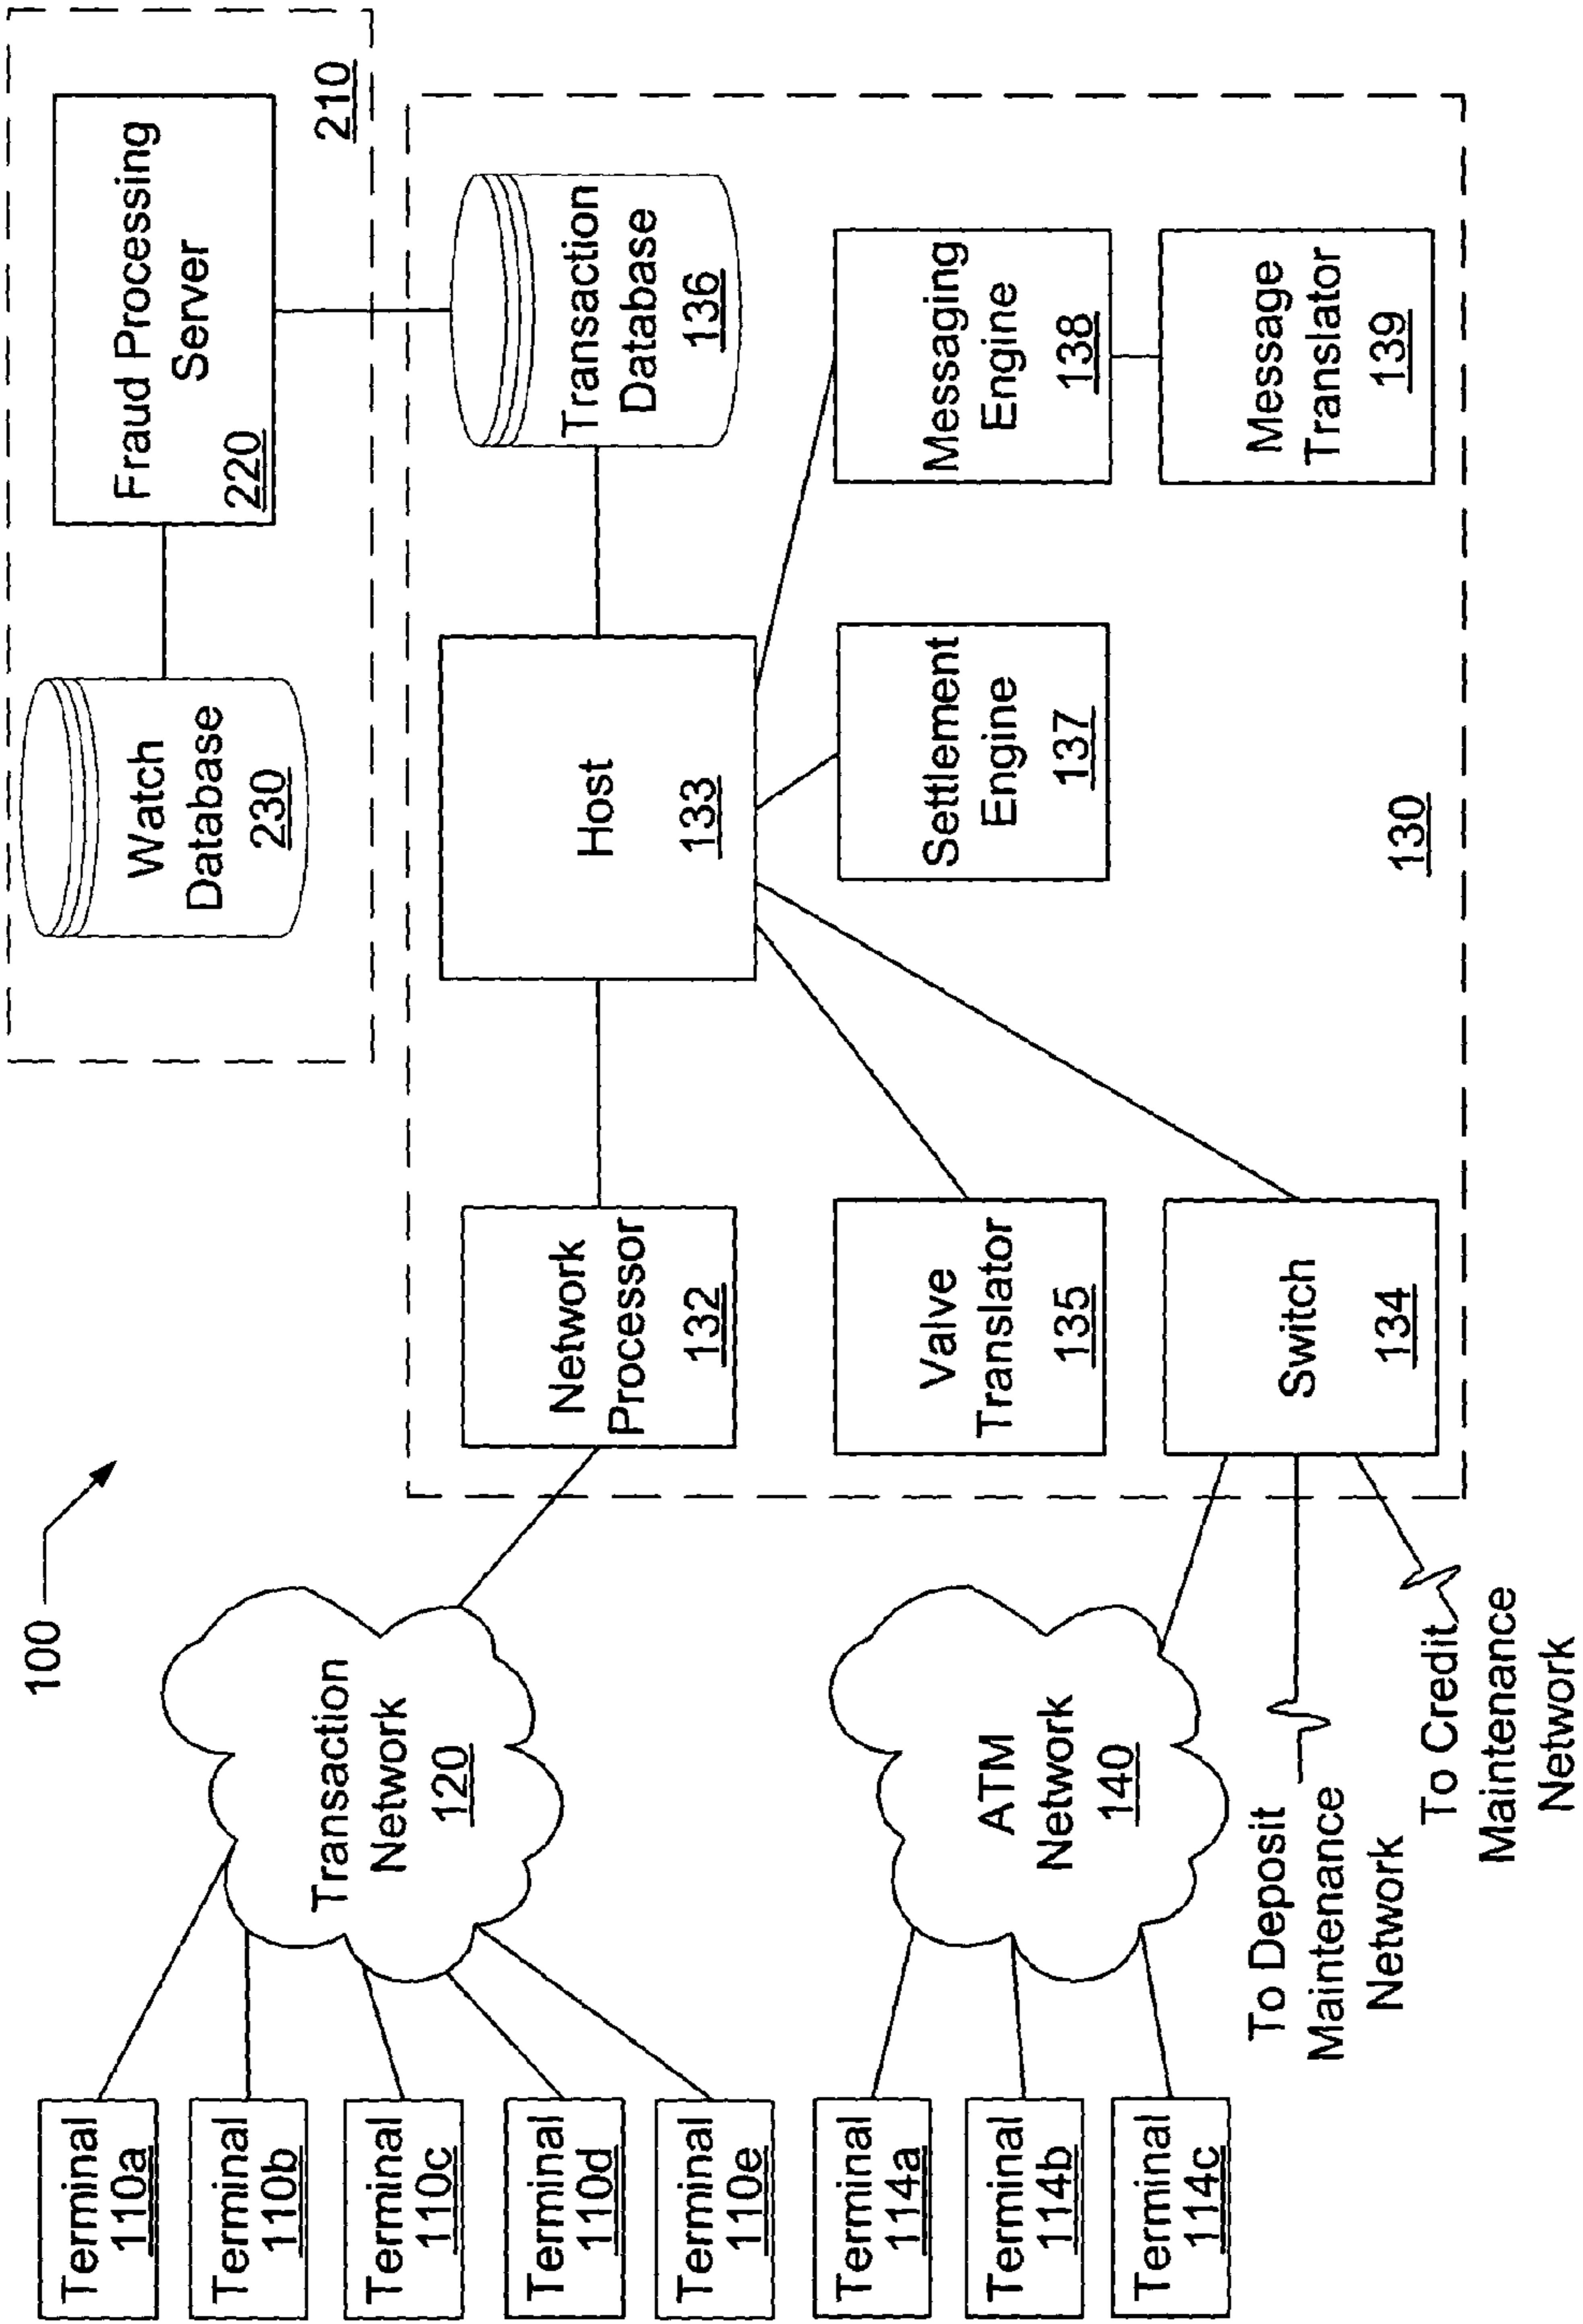 100
Terminal
110a
Terminal
110b
Terminal
110c
Terminal
110d
Terminal
110e
Terminal
114a
Terminal
114b
Terminal
114c
Transaction
Network
120
ATM
Network
140
To Deposit
Maintenance
Network
To Credit
Maintenance
Network
Network
Processor
132
Valve
Translator
135
Switch
134
Host
133
Settlement
Engine
137
130
Watch
Database
230
Fraud Processing
Server
220
210
Transaction
Database
136
Messaging
Engine
138
Message
Translator
139